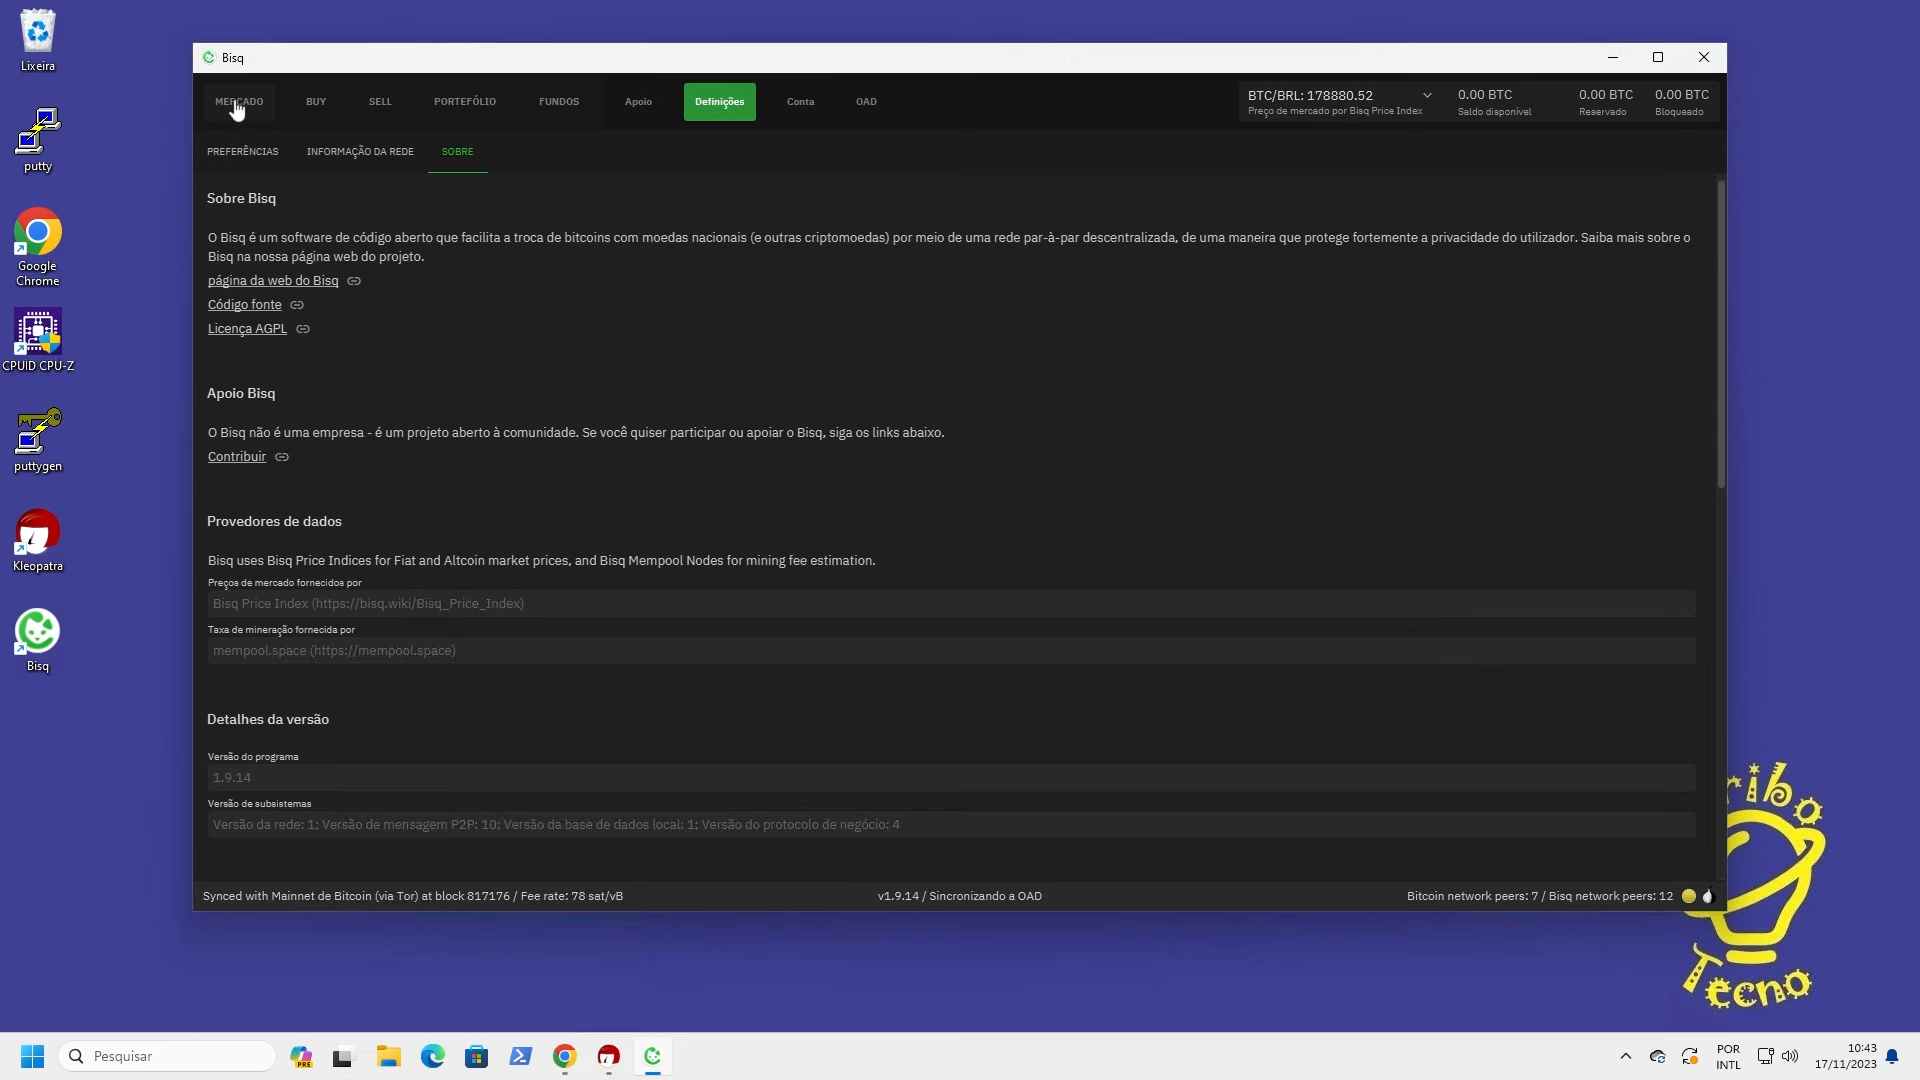 Lixeira
putty
Google
Chrome
CPUID CPU-Z
puttygen
Kleopatra
Bisq
Bisq
MERCADO BUY SELL PORTEFÓLIO FUNDOS Apoio Definições Conta OAD
BTC/BRL: 178880.52 0.00 BTC 0.00 BTC 0.00 BTC
Preço de mercado por Bisq Price Index Saldo disponível Reservado Bloqueado
PREFERÊNCIAS INFORMAÇÃO DA REDE SOBRE
Sobre Bisq
O Bisq é um software de código aberto que facilita a troca de bitcoins com moedas nacionais (e outras criptomoedas) por meio de uma rede par-à-par descentralizada, de uma maneira que protege fortemente a privacidade do utilizador. Saiba mais sobre o
Bisq na nossa página web do projeto.
página da web do Bisq
Código fonte
Licença AGPL
Apoio Bisq
O Bisq não é uma empresa - é um projeto aberto à comunidade. Se você quiser participar ou apoiar o Bisq, siga os links abaixo.
Contribuir
Provedores de dados
Bisq uses Bisq Price Indices for Fiat and Altcoin market prices, and Bisq Mempool Nodes for mining fee estimation.
Preços de mercado fornecidos por
Bisq Price Index (https://bisq.wiki/Bisq_Price_Index)
Taxa de mineração fornecida por
mempool.space (https://mempool.space)
Detalhes da versão
Versão do programa
1.9.14
Versão de subsistemas
Versão da rede: 1; Versão de mensagem P2P: 10; Versão da base de dados local: 1; Versão do protocolo de negócio: 4
Synced with Mainnet de Bitcoin (via Tor) at block 817176 / Fee rate: 78 sat/vB v1.9.14 / Sincronizando a OAD Bitcoin network peers: 7 / Bisq network peers: 12
Tecno
Pesquisar
PRE
POR
INTL
10:43
17/11/2023